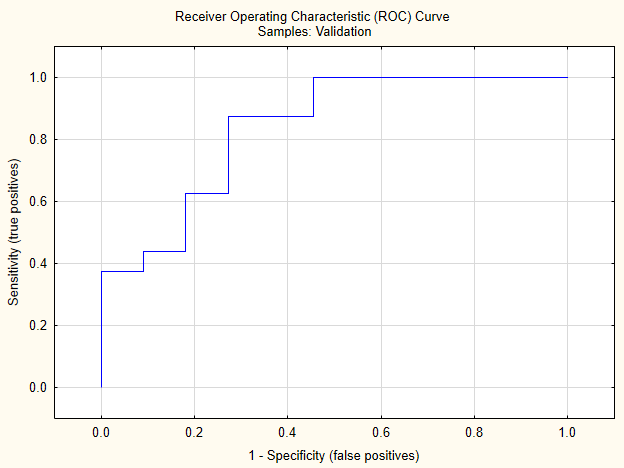 Receiver Operating Characteristic (ROC) Curve
Samples: Validation
Sensitivity (true positives)
1.0
0.8
0.6
0.4
0.2
0.0
0.0 0.2 0.4 0.6 0.8 1.0
1 - Specificity (false positives)